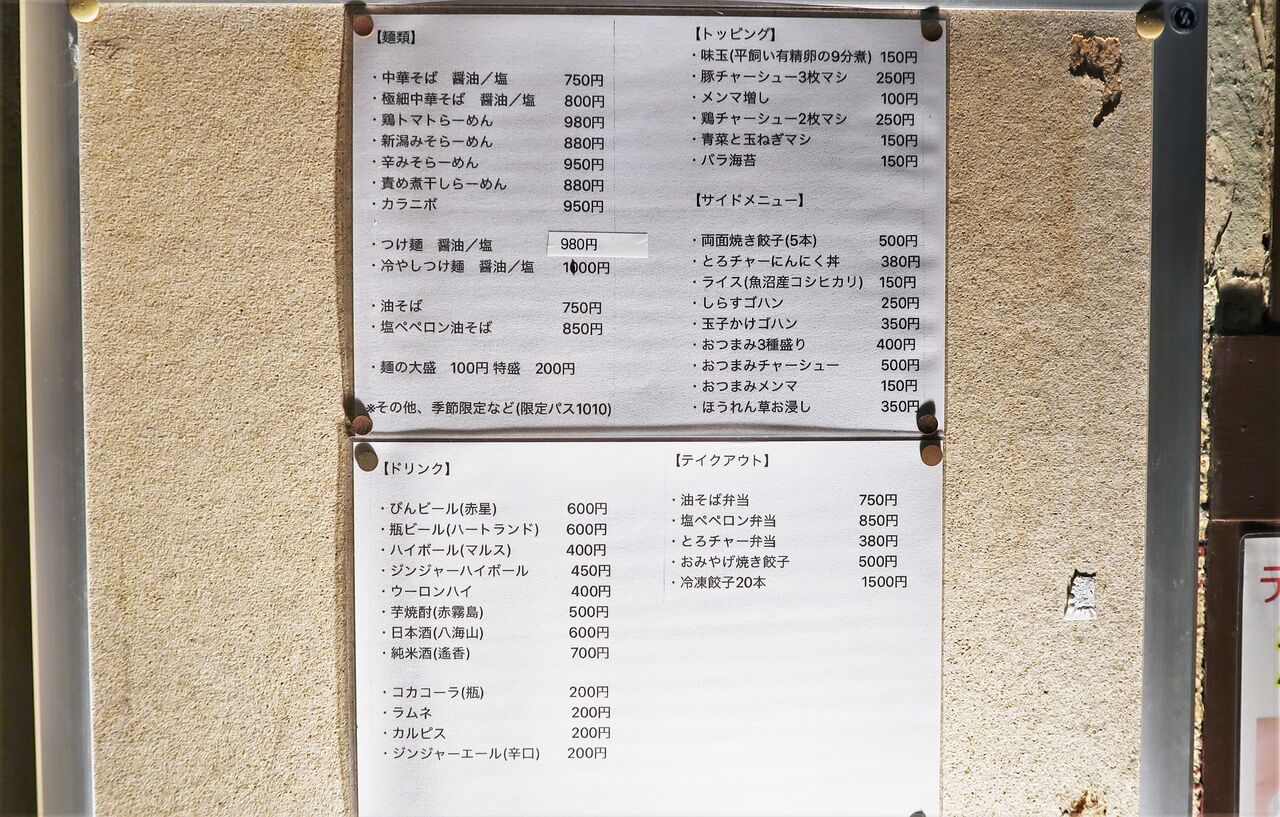 【麺類】
・中華そば　醤油／塩　750円
・極細中華そば　醤油／塩　800円
・鶏トマトらーめん　980円
・新潟みそらーめん　880円
・辛みそらーめん　950円
・責め煮干しらーめん　880円
・カラニボ　950円
・つけ麺　醤油／塩　980円
・冷やしつけ麺　醤油／塩　1000円
・油そば　750円
・塩ペペロン油そば　850円
・麺の大盛　100円 特盛　200円
※その他、季節限定など(限定パス1010)
【トッピング】
・味玉(平飼い有精卵の9分煮)　150円
・豚チャーシュー3枚マシ　250円
・メンマ増し　100円
・鶏チャーシュー2枚マシ　250円
・青菜と玉ねぎマシ　150円
・バラ海苔　150円
【サイドメニュー】
・両面焼き餃子(5本)　500円
・とろチャーにんにく丼　380円
・ライス(魚沼産コシヒカリ)　150円
・しらすゴハン　250円
・玉子かけゴハン　350円
・おつまみ3種盛り　400円
・おつまみチャーシュー　500円
・おつまみメンマ　150円
・ほうれん草お浸し　350円
【ドリンク】
・びんビール(赤星)　600円
・瓶ビール(ハートランド)　600円
・ハイボール(マルス)　400円
・ジンジャーハイボール　450円
・ウーロンハイ　400円
・芋焼酎(赤霧島)　500円
・日本酒(八海山)　600円
・純米酒(遙香)　700円
・コカコーラ(瓶)　200円
・ラムネ　200円
・カルピス　200円
・ジンジャーエール(辛口)　200円
【テイクアウト】
・油そば弁当　750円
・塩ペペロン弁当　850円
・とろチャー弁当　380円
・おみやげ焼き餃子　500円
・冷凍餃子20本　1500円